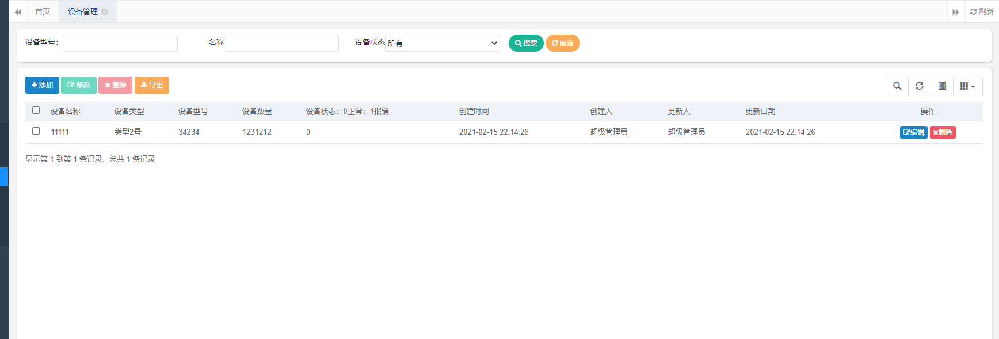 首页 设备管理 刷新
设备型号： 名称 设备状态 所有 搜索 重置
添加 修改 删除 导出
设备名称 设备类型 设备型号 设备数量 设备状态：0正常；1报销 创建时间 创建人 更新人 更新日期 操作
11111 类型2号 34234 1231212 0 2021-02-15 22:14:26 超级管理员 超级管理员 2021-02-15 22:14:26 编辑 删除
显示第 1 到第 1 条记录，总共 1 条记录